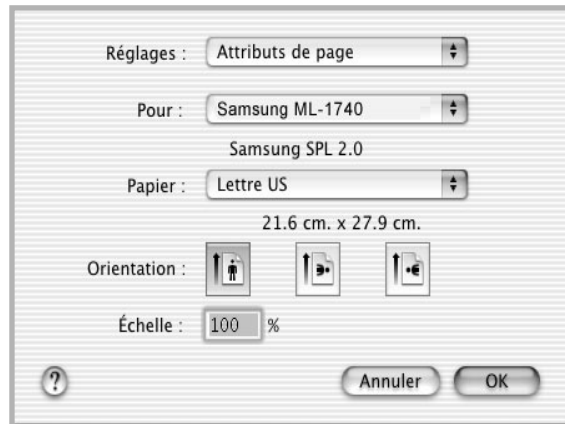 Réglages : Attributs de page
Pour : Samsung ML-1740
Samsung SPL 2.0
Papier : Lettre US
21.6 cm. x 27.9 cm.
Orientation :
Échelle : 100 %
? Annuler OK